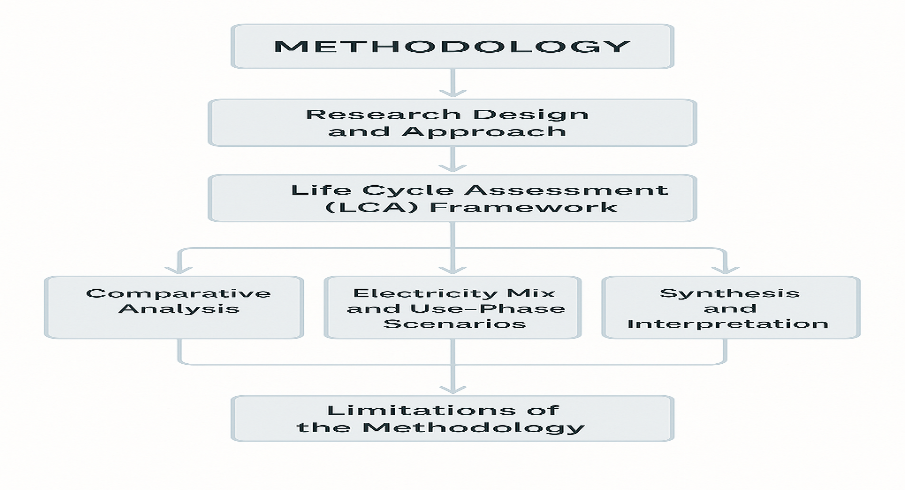 METHODOLOGY
Research Design
and Approach
Life Cycle Assessment
(LCA) Framework
Comparative
Analysis
Electricity Mix
and Use-Phase
Scenarios
Synthesis
and
Interpretation
Limitations of
the Methodology